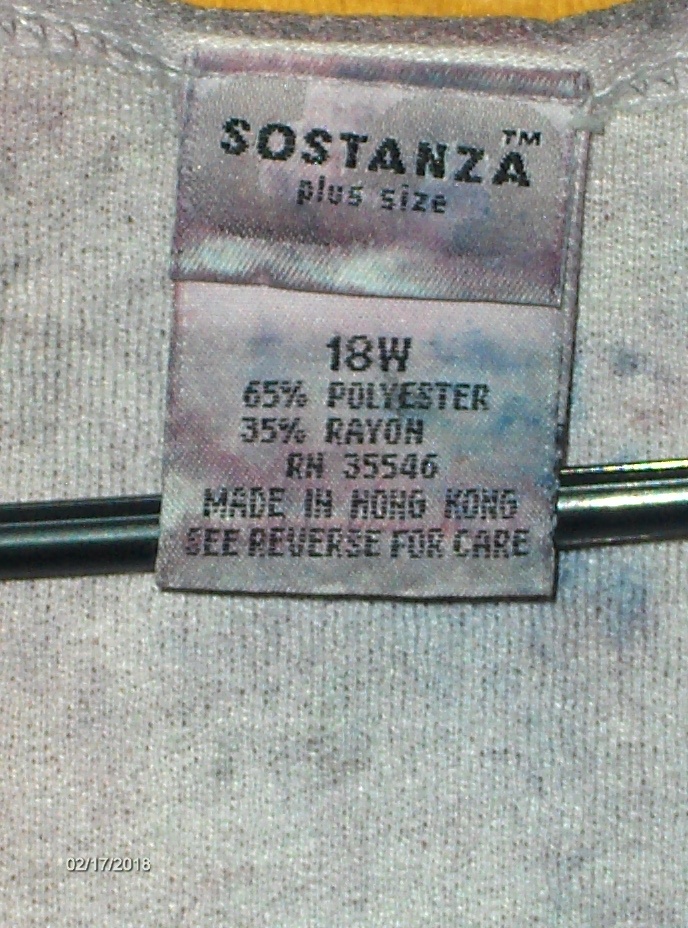 SOSTANZA™
plus size
18W
65% POLYESTER
35% RAYON
RN 35546
MADE IN HONG KONG
SEE REVERSE FOR CARE
02/17/2018